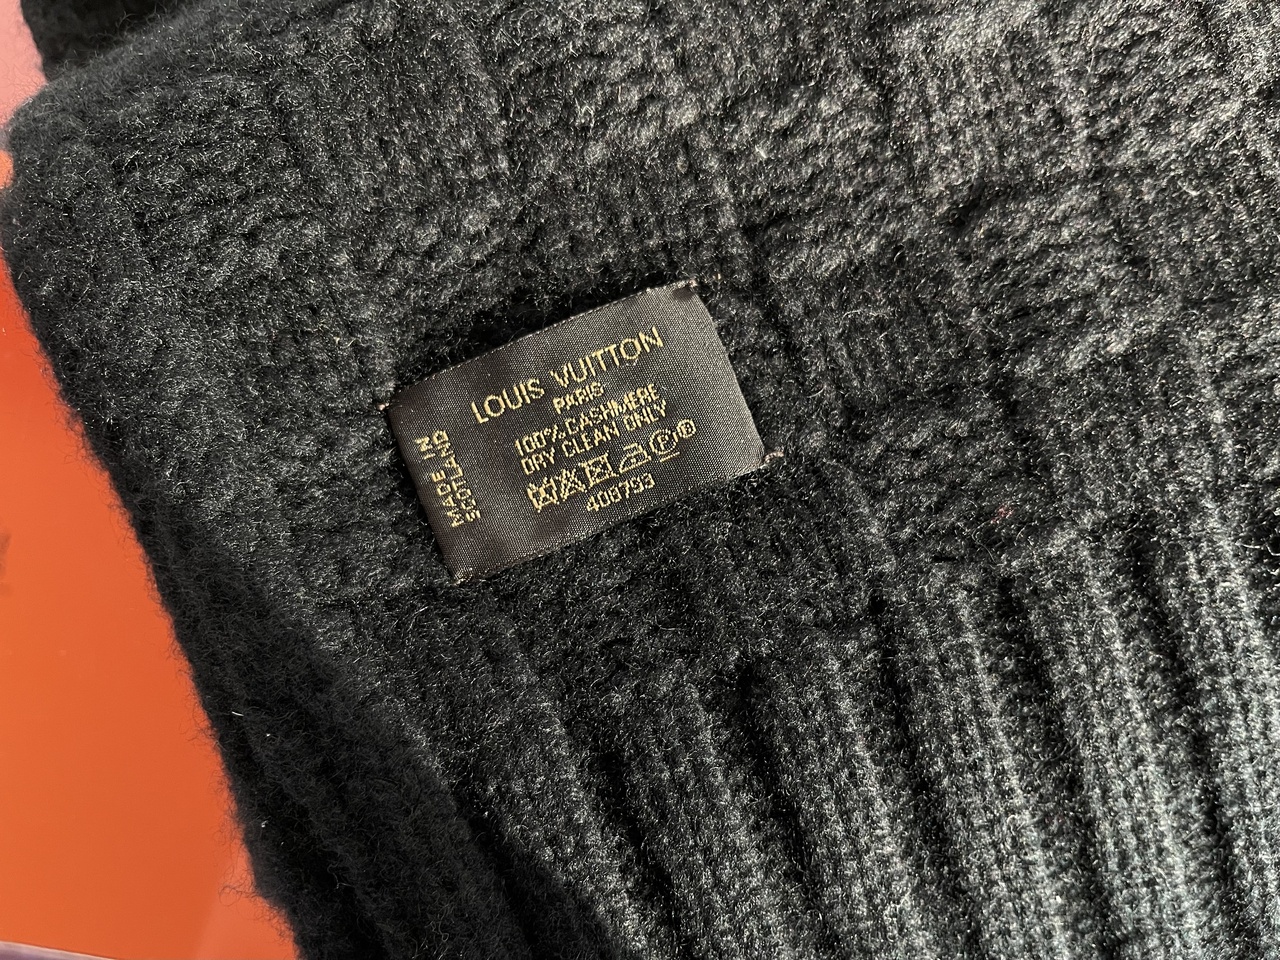 LOUIS VUITTON
PARIS
100% CASHMERE
DRY CLEAN ONLY
P®
408793
MADE IN
SCOTLAND